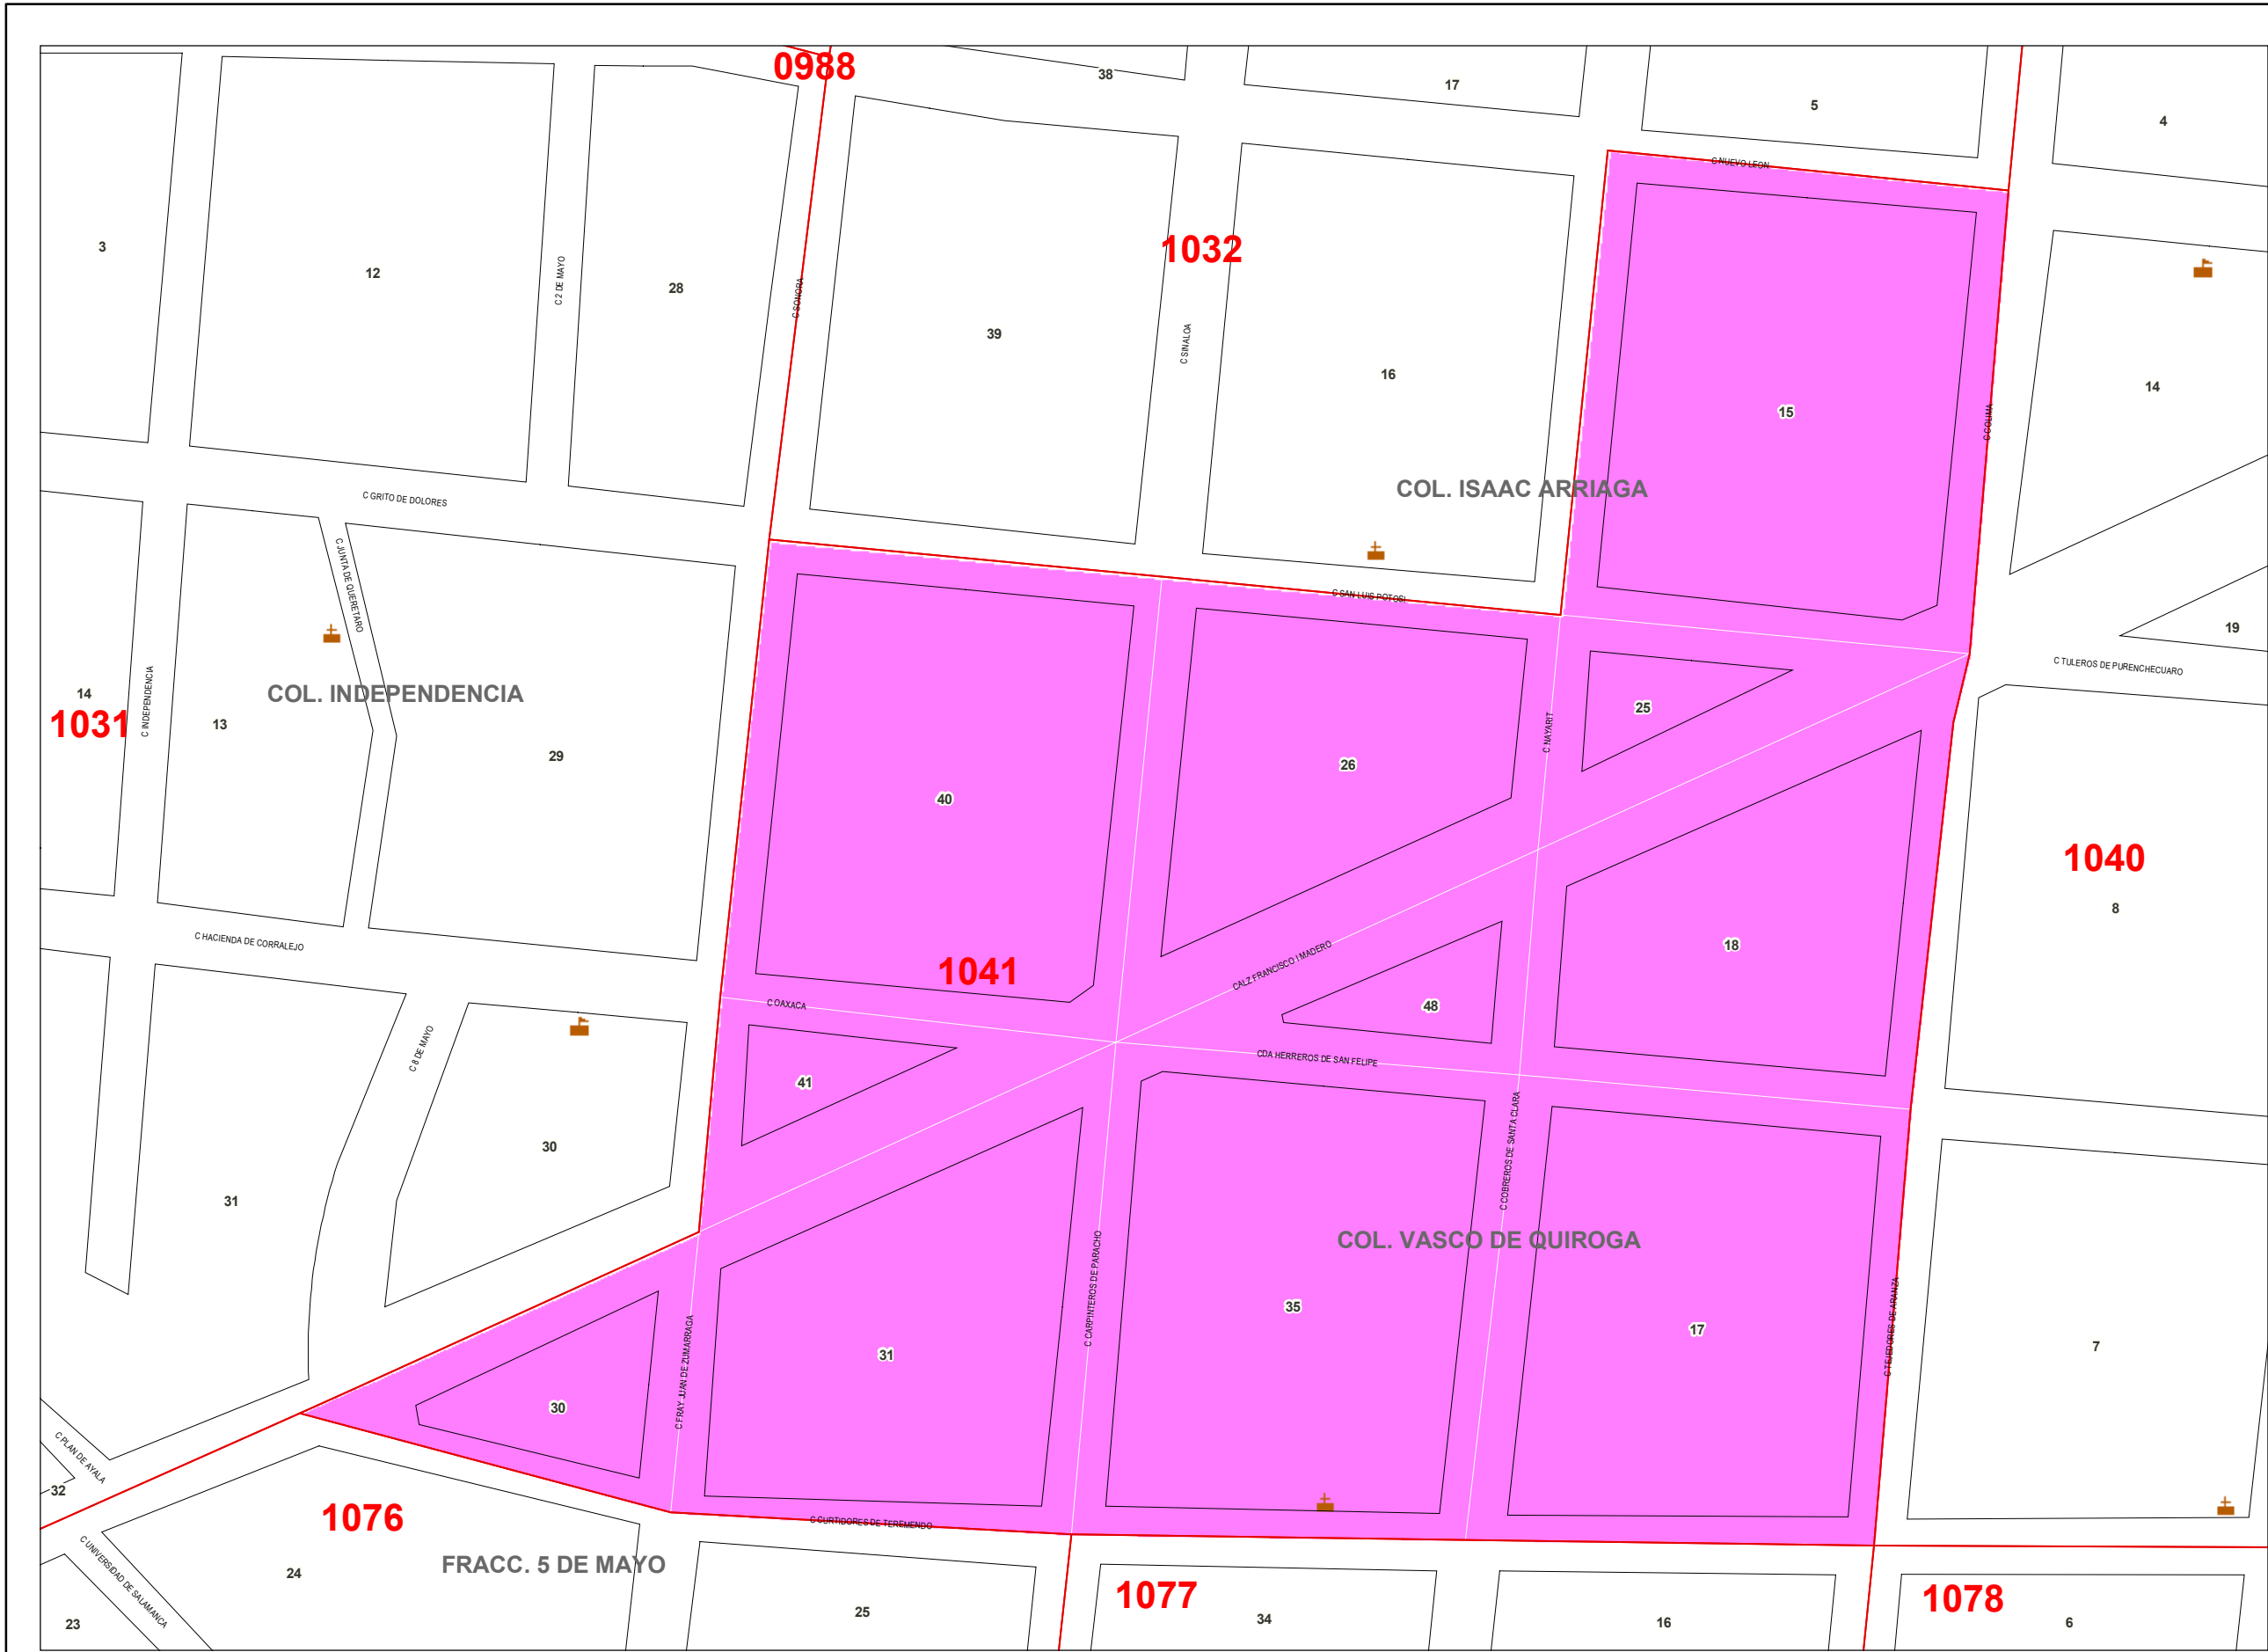 0988
38
17
5
4
C NUEVO LEON
3
12
C 2 DE MAYO
28
C SONORA
1032
39
C SINALOA
16
15
C COLIMA
14
COL. ISAAC ARRIAGA
C GRITO DE DOLORES
C JUNTA DE QUERETARO
C SAN LUIS POTOSI
19
C TULEROS DE PURENCHECUARO
14
1031
C INDEPENDENCIA
13
COL. INDEPENDENCIA
29
40
26
C NAYARIT
25
1040
8
C HACIENDA DE CORRALEJO
1041
CALZ FRANCISCO I MADERO
18
C OAXACA
48
C 8 DE MAYO
CDA HERREROS DE SAN FELIPE
41
30
31
C COBREROS DE SANTA CLARA
COL. VASCO DE QUIROGA
C CARPINTEROS DE PARACHO
35
17
C TEJEDORES DE ARANZA
7
C FRAY JUAN DE ZUMARRAGA
31
30
C PLAN DE AYALA
32
1076
C CURTIDORES DE TEREMENDO
FRACC. 5 DE MAYO
C UNIVERSIDAD DE SALAMANCA
24
23
25
1077
34
16
1078
6